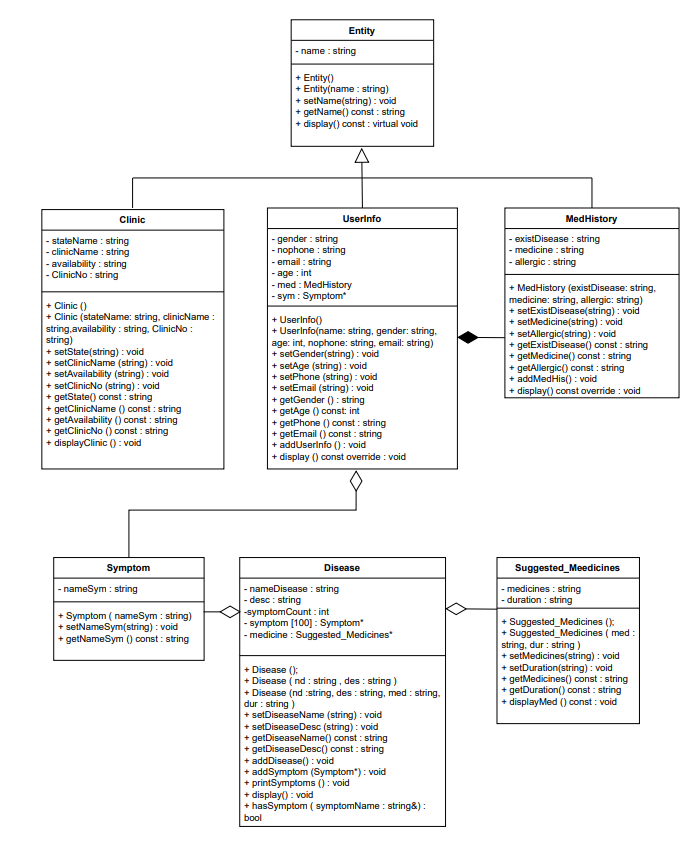 Entity
- name : string
+ Entity()
+ Entity(name : string)
+ setName(string) : void
+ getName() const : string
+ display() const : virtual void
Clinic
- stateName : string
- clinicName : string
- availability : string
- ClinicNo : string
+ Clinic ()
+ Clinic (stateName: string, clinicName :
string,availability : string, ClinicNo :
string)
+ setState(string) : void
+ setClinicName (string) : void
+ setAvailability (string) : void
+ setClinicNo (string) : void
+ getState() const : string
+ getClinicName () const : string
+ getAvailability () const : string
+ getClinicNo () const : string
+ displayClinic () : void
UserInfo
- gender : string
- nophone : string
- email : string
- age : int
- med : MedHistory
- sym : Symptom*
+ UserInfo()
+ UserInfo(name: string, gender: string,
age: int, nophone: string, email: string)
+ setGender(string) : void
+ setAge (string) : void
+ setPhone (string) : void
+ setEmail (string) : void
+ getGender () : string
+ getAge () const: int
+ getPhone () const : string
+ getEmail () const : string
+ addUserInfo () : void
+ display () const override : void
MedHistory
- existDisease : string
- medicine : string
- allergic : string
+ MedHistory (existDisease: string,
medicine: string, allergic: string)
+ setExistDisease(string) : void
+ setMedicine(string) : void
+ setAllergic(string) : void
+ getExistDisease() const : string
+ getMedicine() const : string
+ getAllergic() const : string
+ addMedHis() : void
+ display() const override : void
Symptom
- nameSym : string
+ Symptom ( nameSym : string)
+ setNameSym(string) : void
+ getNameSym () const : string
Disease
- nameDisease : string
- desc : string
-symptomCount : int
- symptom [100] : Symptom*
- medicine : Suggested_Medicines*
+ Disease ();
+ Disease ( nd : string , des : string )
+ Disease (nd :string, des : string, med : string,
dur : string )
+ setDiseaseName (string) : void
+ setDiseaseDesc (string) : void
+ getDiseaseName() const : string
+ getDiseaseDesc() const : string
+ addDisease() : void
+ addSymptom (Symptom*) : void
+ printSymptoms () : void
+ display() : void
+ hasSymptom ( symptomName : string&) :
bool
Suggested_Meedicines
- medicines : string
- duration : string
+ Suggested_Medicines ();
+ Suggested_Medicines ( med :
string, dur : string )
+ setMedicines(string) : void
+ setDuration(string) : void
+ getMedicines() const : string
+ getDuration() const : string
+ displayMed () const : void